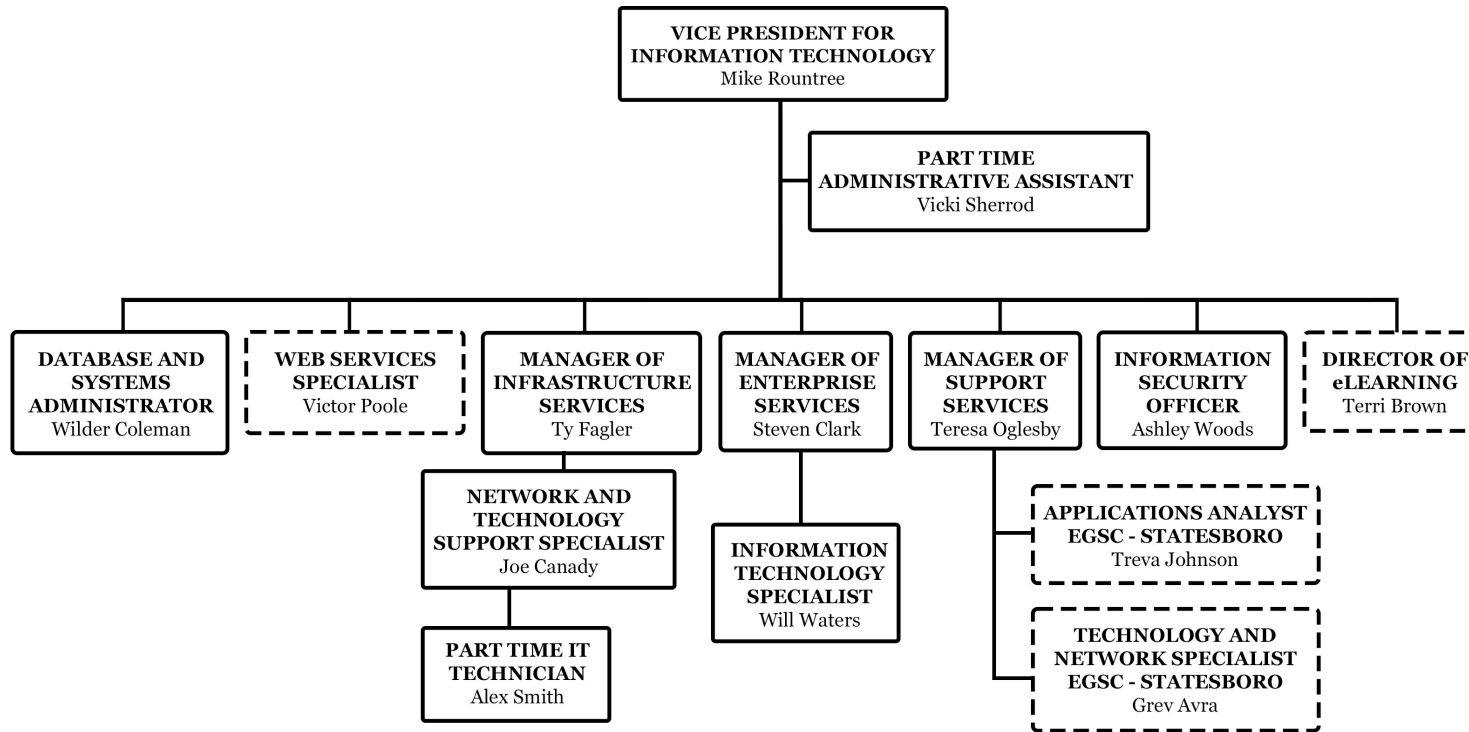 VICE PRESIDENT FOR
INFORMATION TECHNOLOGY
Mike Rountree
PART TIME
ADMINISTRATIVE ASSISTANT
Vicki Sherrod
DATABASE AND
SYSTEMS
ADMINISTRATOR
Wilder Coleman
WEB SERVICES
SPECIALIST
Victor Poole
MANAGER OF
INFRASTRUCTURE
SERVICES
Ty Fagler
MANAGER OF
ENTERPRISE
SERVICES
Steven Clark
MANAGER OF
SUPPORT
SERVICES
Teresa Oglesby
INFORMATION
SECURITY
OFFICER
Ashley Woods
DIRECTOR OF
eLEARNING
Terri Brown
NETWORK AND
TECHNOLOGY
SUPPORT SPECIALIST
Joe Canady
PART TIME IT
TECHNICIAN
Alex Smith
INFORMATION
TECHNOLOGY
SPECIALIST
Will Waters
APPLICATIONS ANALYST
EGSC - STATESBORO
Treva Johnson
TECHNOLOGY AND
NETWORK SPECIALIST
EGSC - STATESBORO
Grev Avra